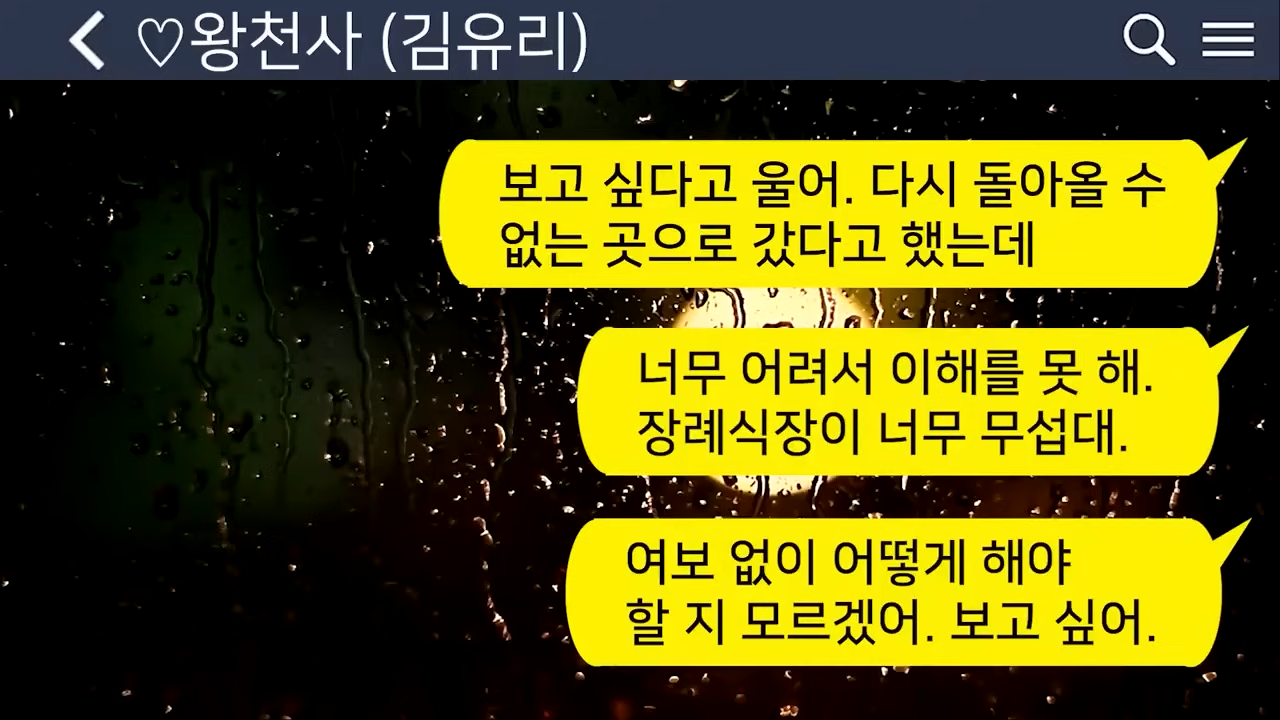 ♡왕천사 (김유리)
보고 싶다고 울어. 다시 돌아올 수
없는 곳으로 갔다고 했는데
너무 어려서 이해를 못 해.
장례식장이 너무 무섭대.
여보 없이 어떻게 해야
할 지 모르겠어. 보고 싶어.